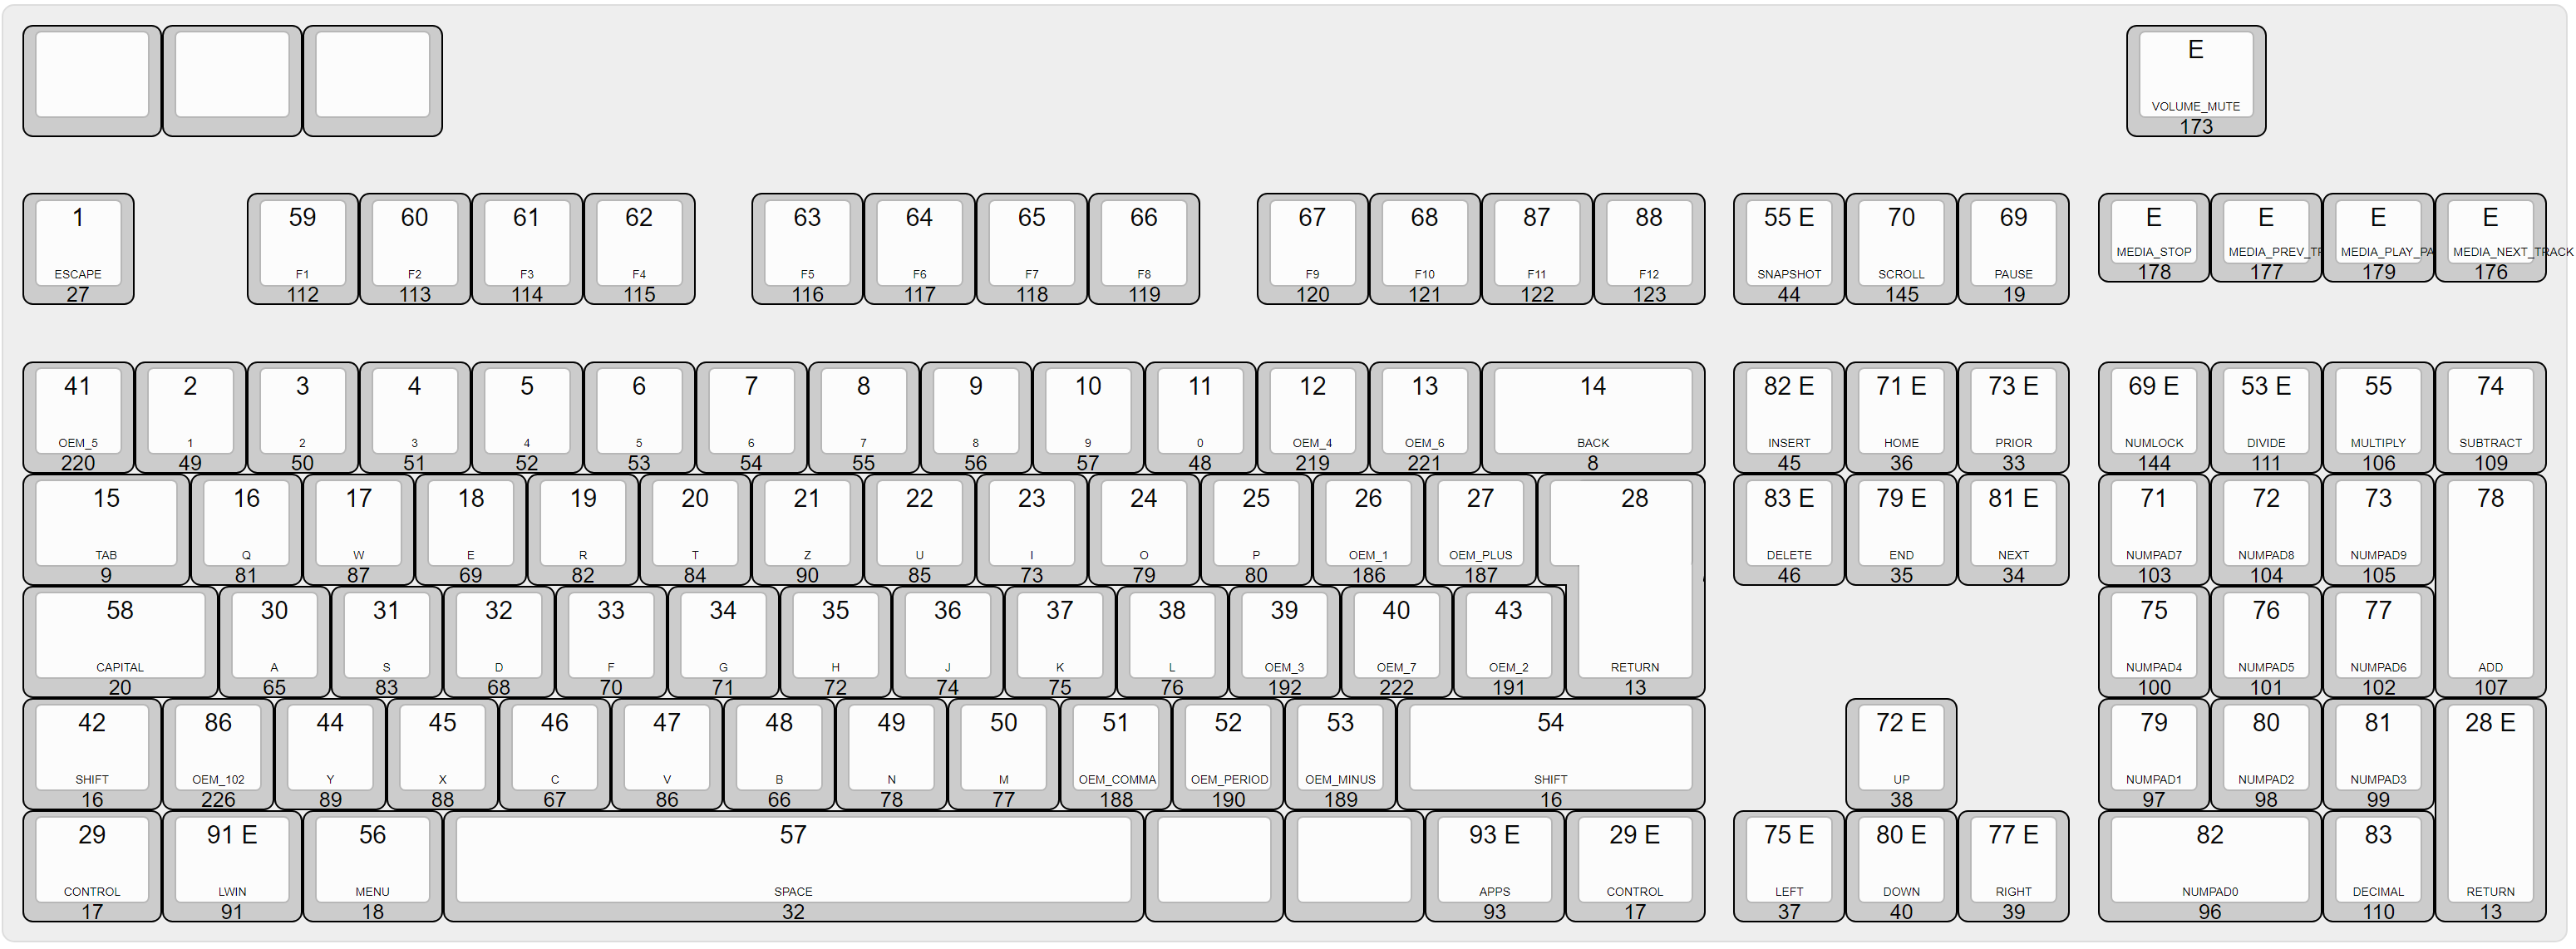 E
VOLUME_MUTE
173
1 59 60 61 62 63 64 65 66 67 68 87 88 55 E 70 69 E E E E
MEDIA_STOP MEDIA_PREV_TR MEDIA_PLAY_PA MEDIA_NEXT_TRACK
ESCAPE F1 F2 F3 F4 F5 F6 F7 F8 F9 F10 F11 F12 SNAPSHOT SCROLL PAUSE
178 177 179 176
27 112 113 114 115 116 117 118 119 120 121 122 123 44 145 19
41 2 3 4 5 6 7 8 9 10 11 12 13 14 82 E 71 E 73 E 69 E 53 E 55 74
OEM_5 1 2 3 4 5 6 7 8 9 0 OEM_4 OEM_6 BACK INSERT HOME PRIOR NUMLOCK DIVIDE MULTIPLY SUBTRACT
220 49 50 51 52 53 54 55 56 57 48 219 221 8 45 36 33 144 111 106 109
15 16 17 18 19 20 21 22 23 24 25 26 27 28 83 E 79 E 81 E 71 72 73 78
TAB Q W E R T Z U I O P OEM_1 OEM_PLUS DELETE END NEXT NUMPAD7 NUMPAD8 NUMPAD9
9 81 87 69 82 84 90 85 73 79 80 186 187 46 35 34 103 104 105
58 30 31 32 33 34 35 36 37 38 39 40 43 75 76 77
CAPITAL A S D F G H J K L OEM_3 OEM_7 OEM_2 RETURN NUMPAD4 NUMPAD5 NUMPAD6 ADD
20 65 83 68 70 71 72 74 75 76 192 222 191 13 100 101 102 107
42 86 44 45 46 47 48 49 50 51 52 53 54 72 E 79 80 81 28 E
SHIFT OEM_102 Y X C V B N M OEM_COMMA OEM_PERIOD OEM_MINUS SHIFT UP NUMPAD1 NUMPAD2 NUMPAD3
16 226 89 88 67 86 66 78 77 188 190 189 16 38 97 98 99
29 91 E 56 57 93 E 29 E 75 E 80 E 77 E 82 83
CONTROL LWIN MENU SPACE APPS CONTROL LEFT DOWN RIGHT NUMPAD0 DECIMAL RETURN
17 91 18 32 93 17 37 40 39 96 110 13